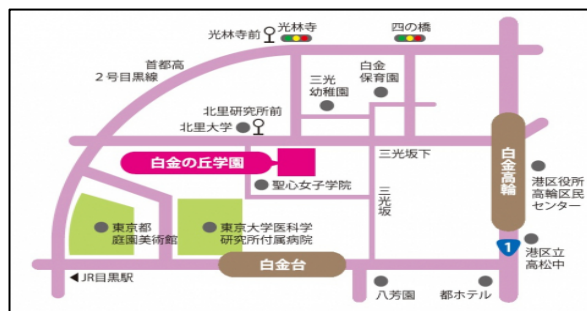 光林寺前
光林寺
四の橋
首都高
2号目黒線
三光
幼稚園
白金
保育園
北里研究所前
北里大学
白金の丘学園
三光坂下
白金高輪
港区役所
高輪区民
センター
聖心女子学院
三光坂
東京都
庭園美術館
東京大学医科学
研究所付属病院
1
港区立
高松中
白金台
◀JR目黒駅
八芳園
都ホテル